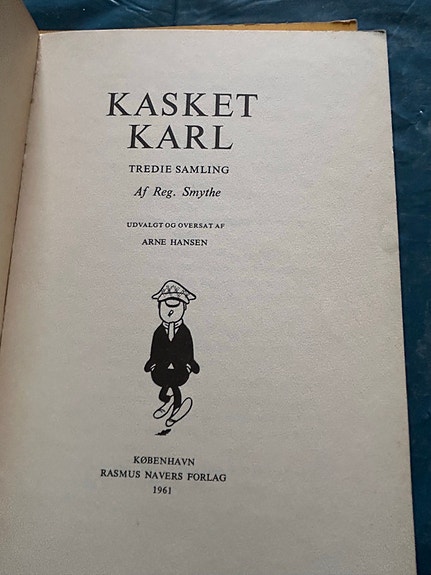 KASKET
KARL
TREDIE SAMLING
Af Reg. Smythe
UDVALGT OG OVERSAT AF
ARNE HANSEN
KØBENHAVN
RASMUS NAVERS FORLAG
1961